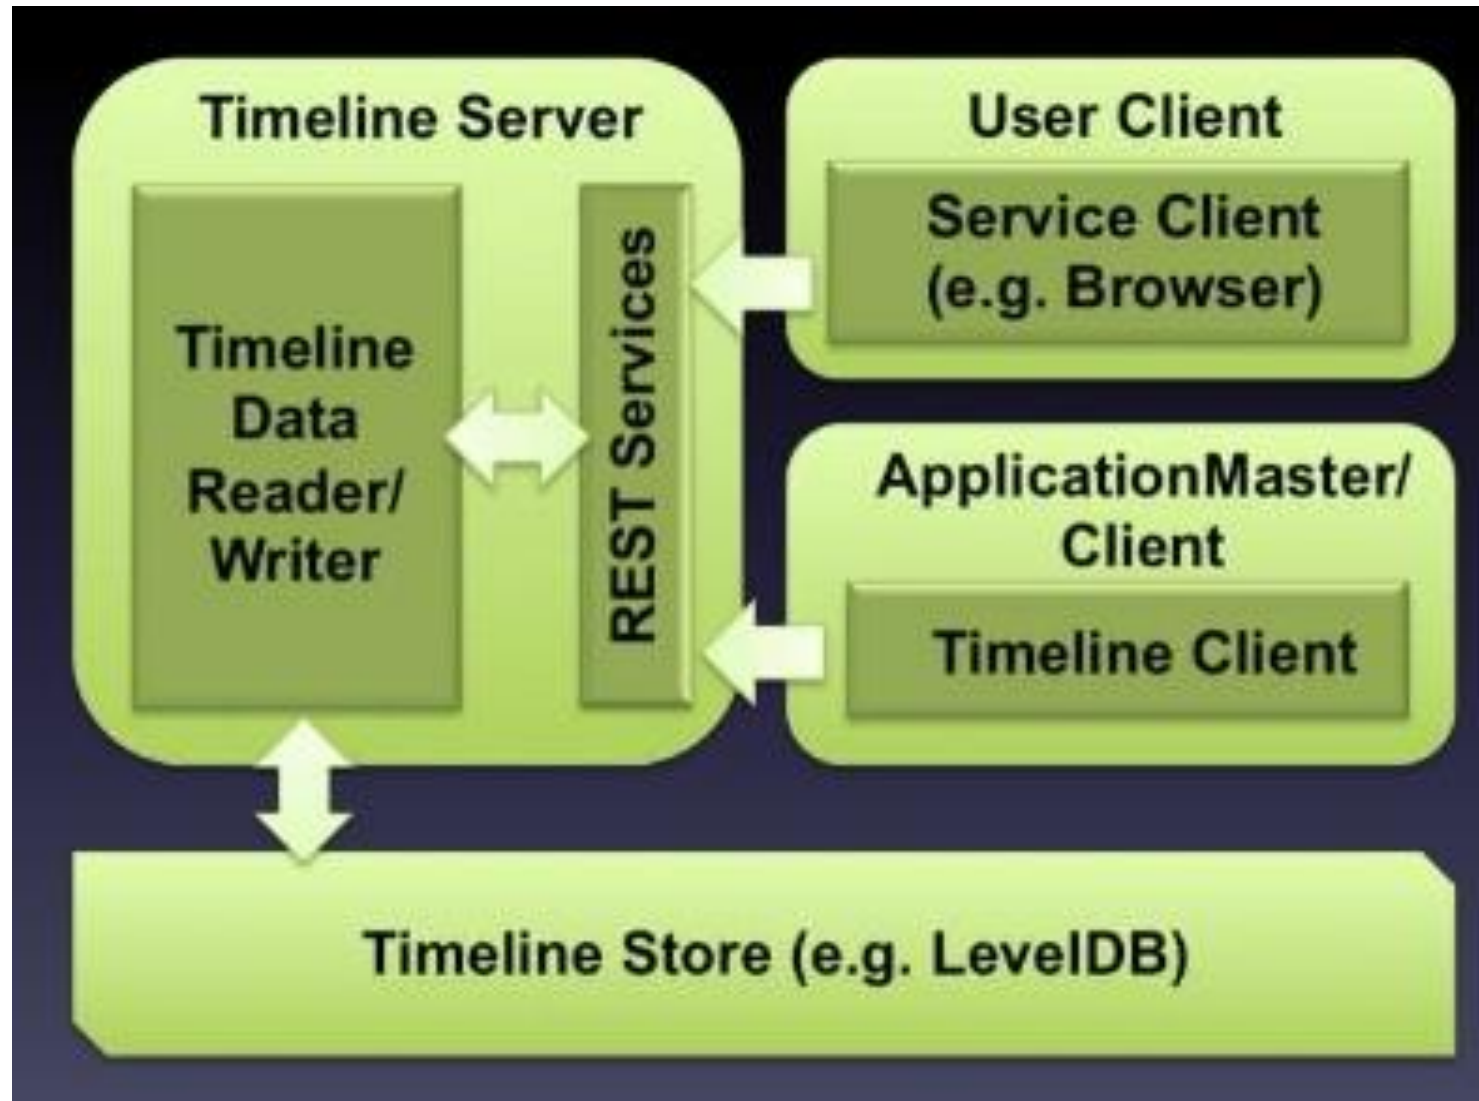 Timeline Server
Timeline
Data
Reader/
Writer
REST Services
User Client
Service Client
(e.g. Browser)
ApplicationMaster/
Client
Timeline Client
Timeline Store (e.g. LevelDB)